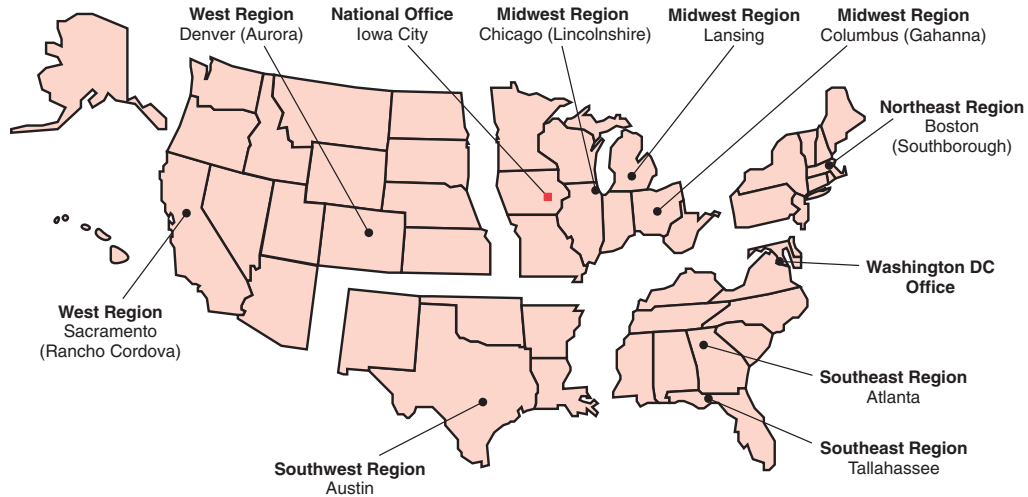 West Region
Denver (Aurora)
National Office
Iowa City
Midwest Region
Chicago (Lincolnshire)
Midwest Region
Lansing
Midwest Region
Columbus (Gahanna)
Northeast Region
Boston
(Southborough)
Washington DC
Office
West Region
Sacramento
(Rancho Cordova)
Southeast Region
Atlanta
Southeast Region
Tallahassee
Southwest Region
Austin